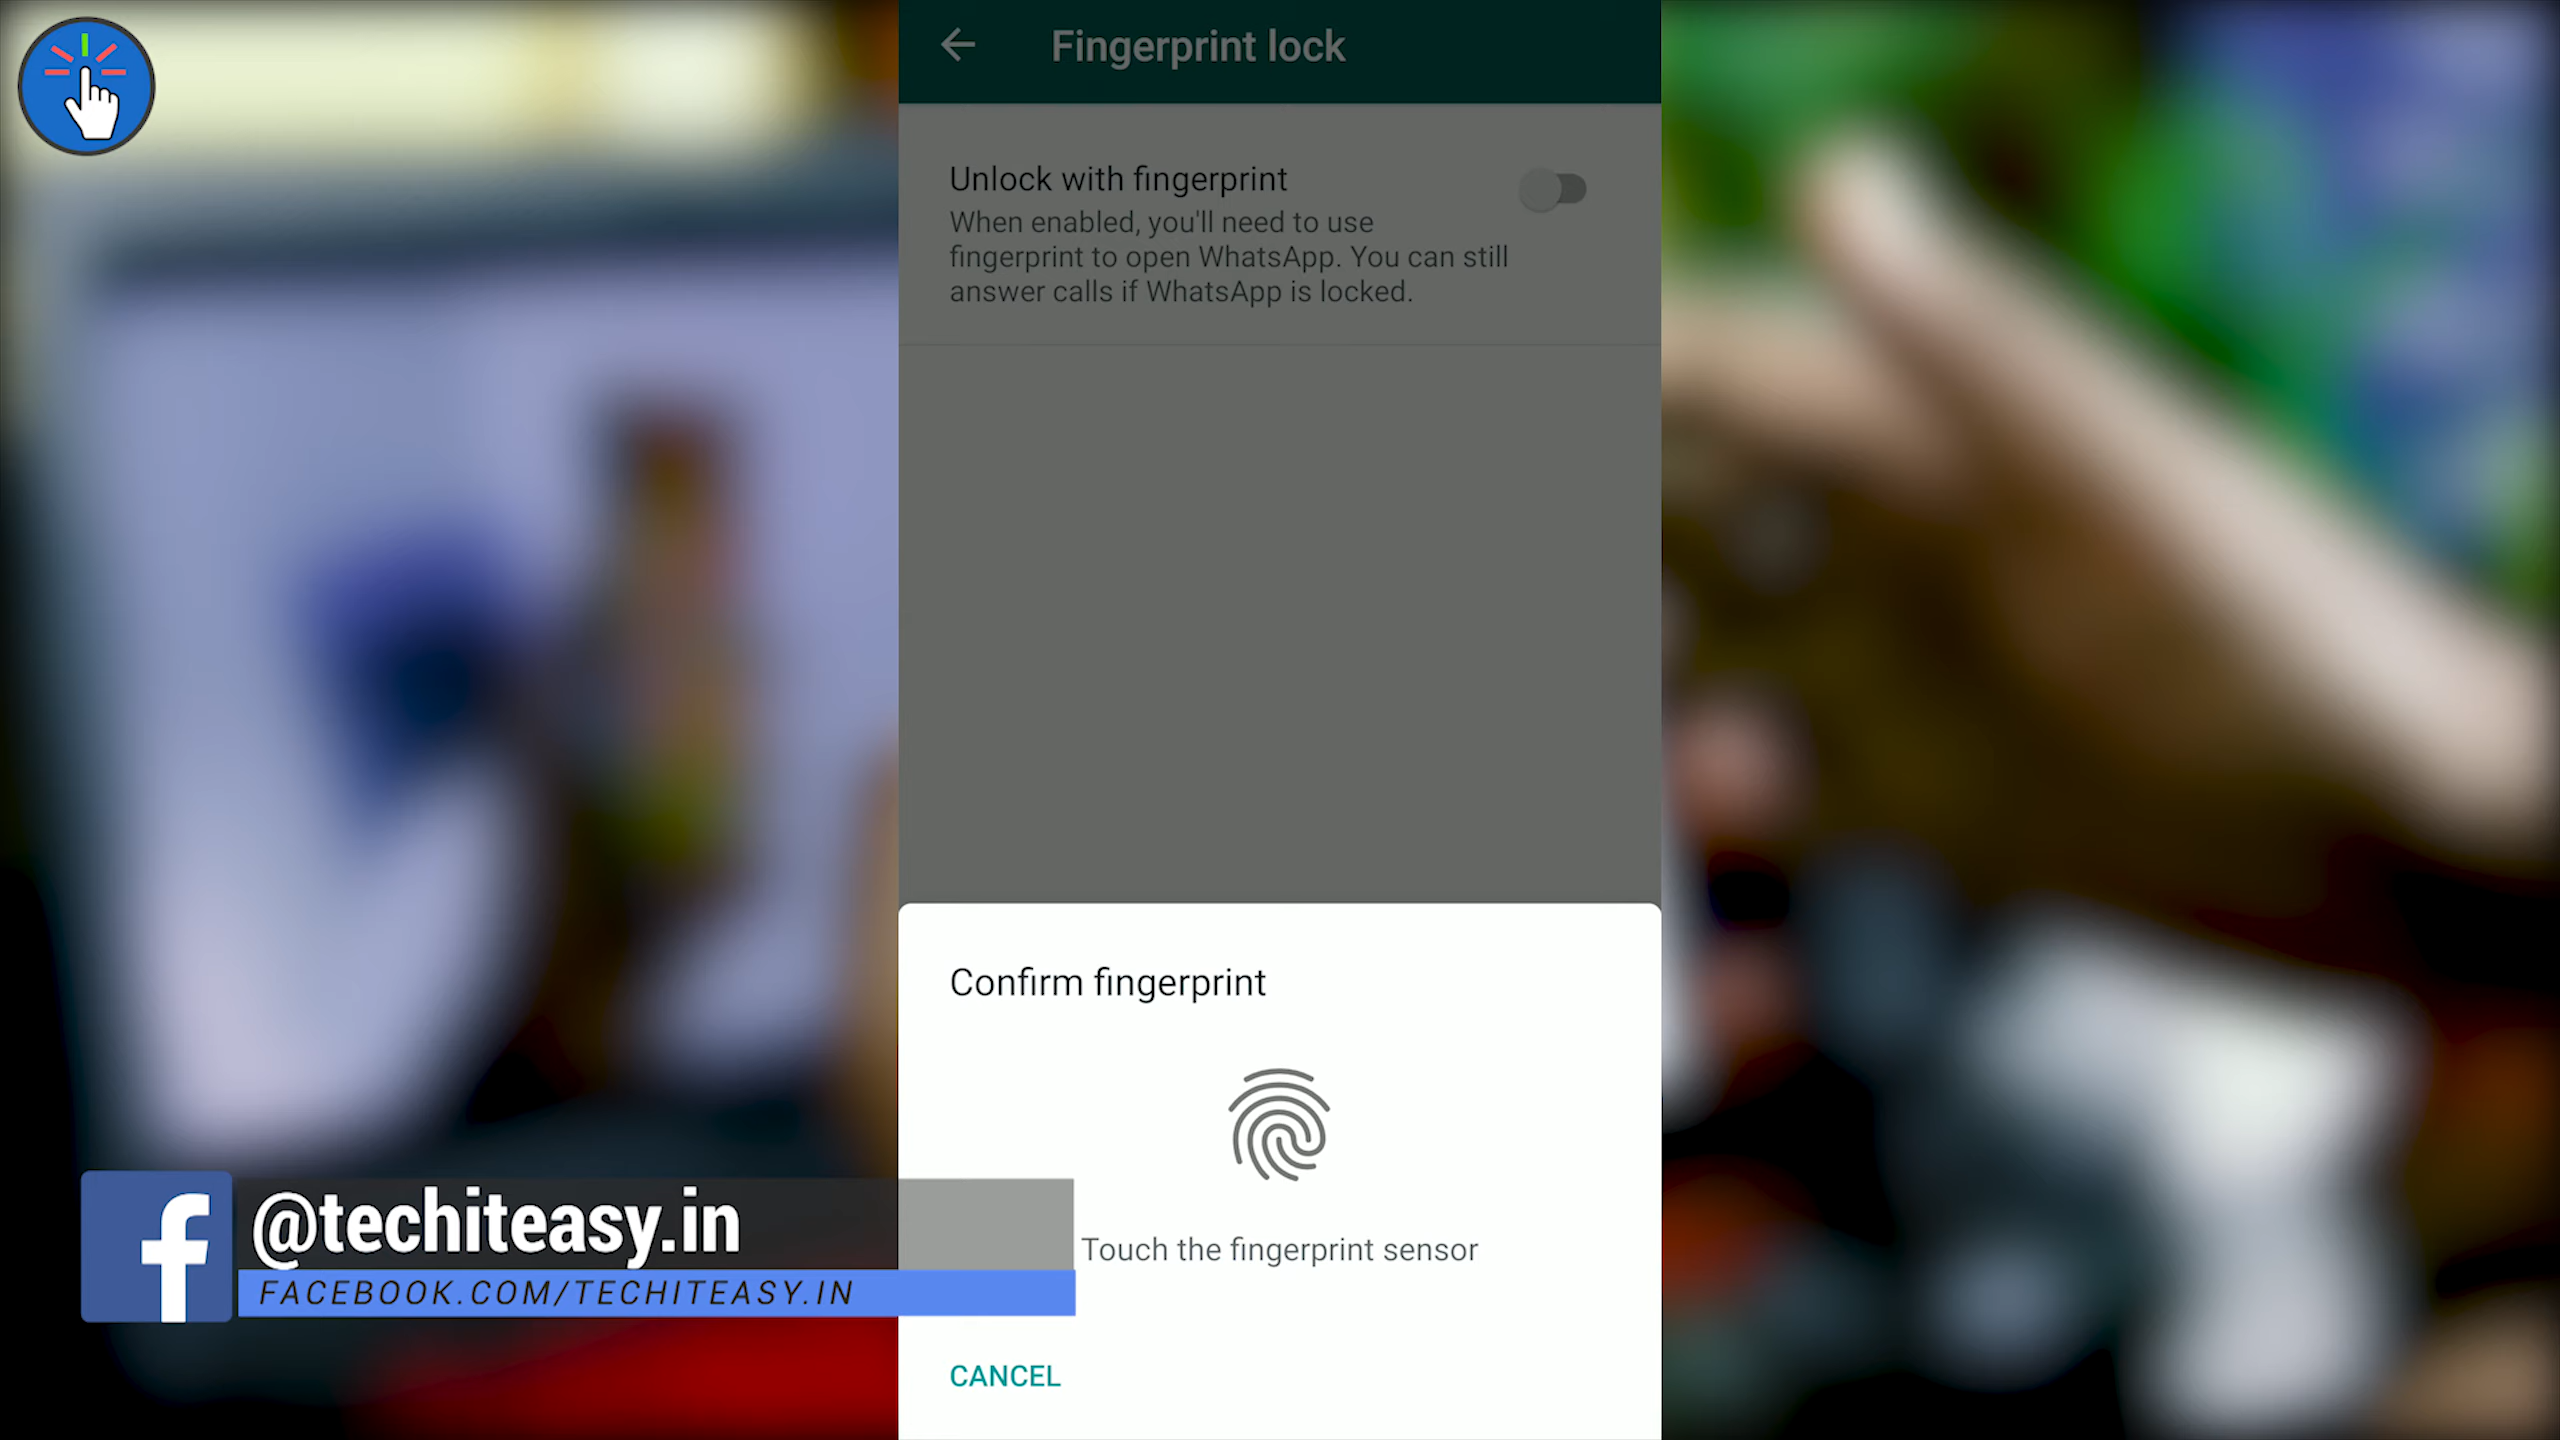 Fingerprint lock
Unlock with fingerprint
When enabled, you'll need to use
fingerprint to open WhatsApp. You can still
answer calls if WhatsApp is locked.
Confirm fingerprint
Touch the fingerprint sensor
CANCEL
@techiteasy.in
FACEBOOK.COM/TECHITEASY.IN